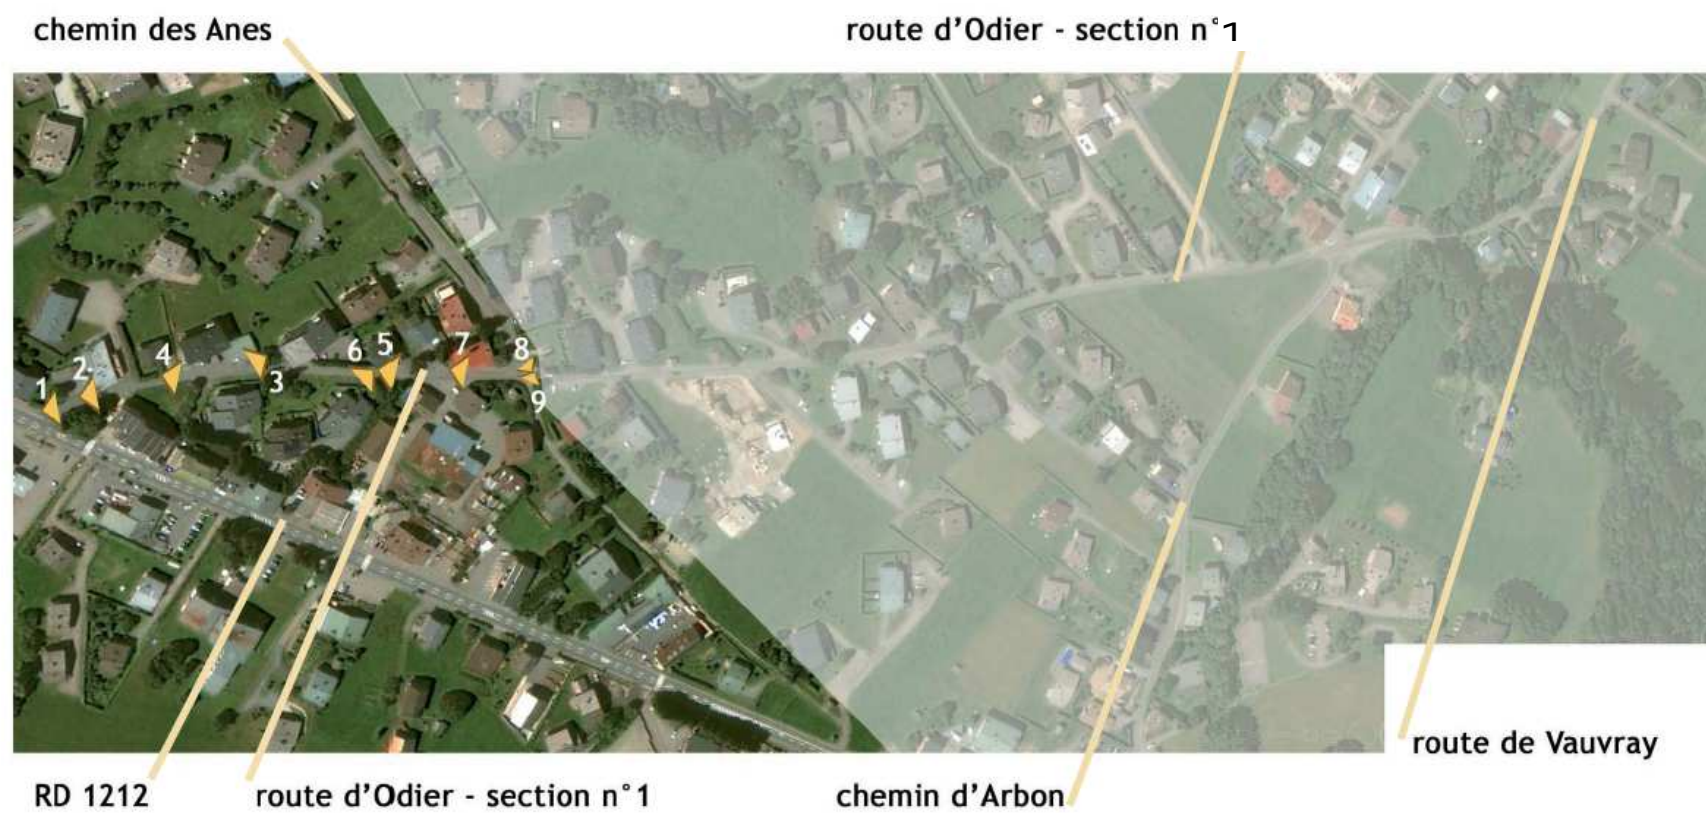 chemin des Anes
route d'Odier - section n°1
1
2
4
3
6
5
7
8
9
route de Vauvray
RD 1212
route d'Odier - section n°1
chemin d'Arbon